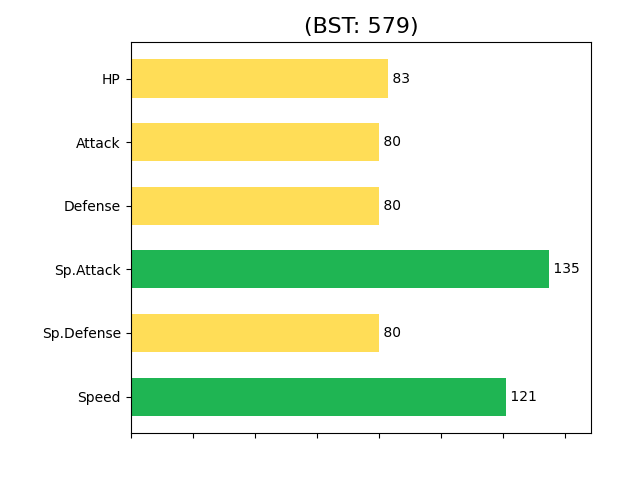 (BST: 579)
HP 83
Attack 80
Defense 80
Sp.Attack 135
Sp.Defense 80
Speed 121